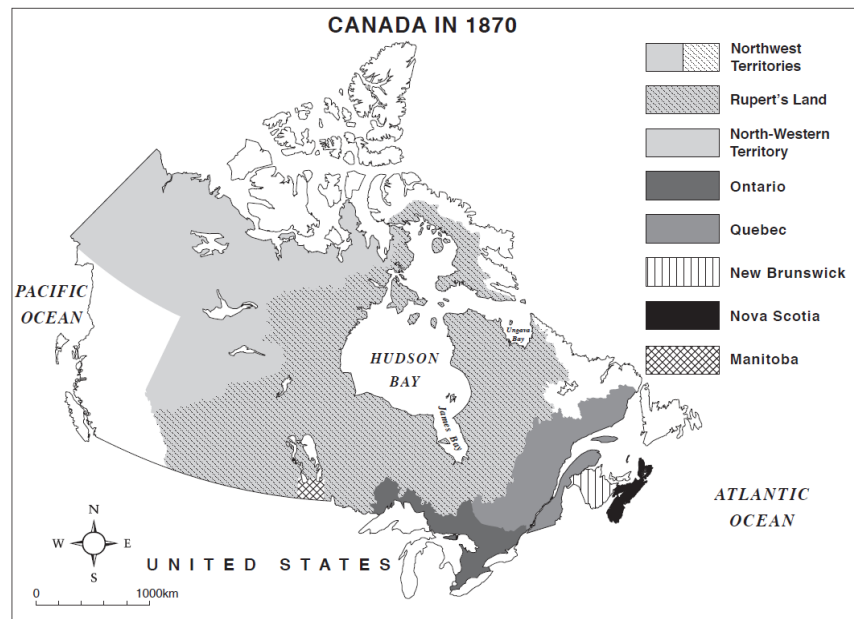 CANADA IN 1870
Northwest
Territories
Rupert's Land
North-Western
Territory
Ontario
Quebec
New Brunswick
Nova Scotia
Manitoba
PACIFIC
OCEAN
HUDSON
BAY
Ungava
Bay
James Bay
ATLANTIC
OCEAN
N
W
E
S
UNITED STATES
0
1000km